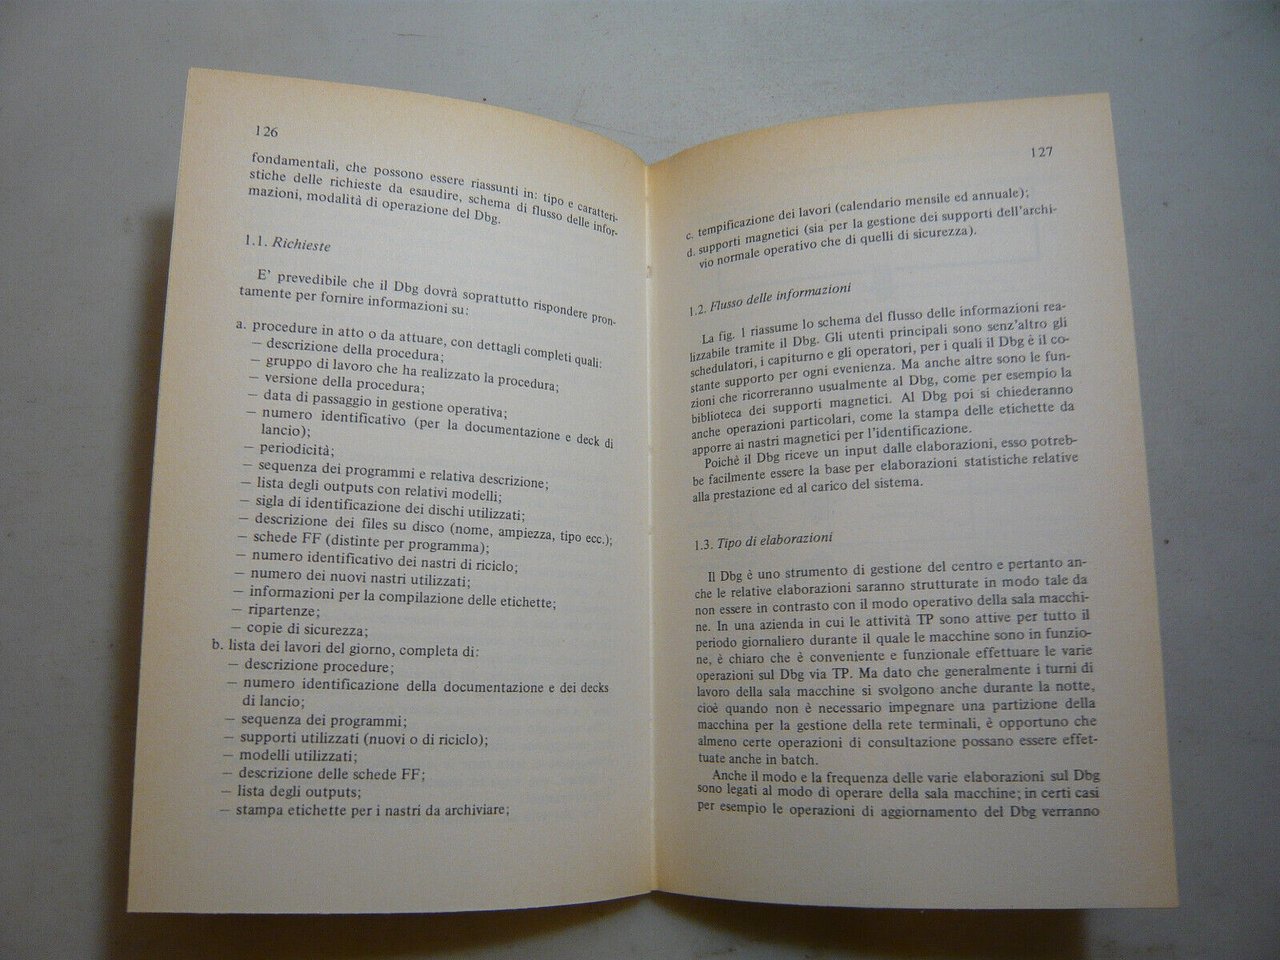 126
fondamentali, che possono essere riassunti in: tipo e caratteri-
stiche delle richieste da esaudire, schema di flusso delle infor-
mazioni, modalità di operazione del Dbg.
1.1. Richieste
E' prevedibile che il Dbg dovrà soprattutto rispondere pron-
tamente per fornire informazioni su:
a. procedure in atto o da attuare, con dettagli completi quali:
– descrizione della procedura;
– gruppo di lavoro che ha realizzato la procedura;
– versione della procedura;
– data di passaggio in gestione operativa;
– numero identificativo (per la documentazione e deck di
lancio);
– periodicità;
– sequenza dei programmi e relativa descrizione;
– lista degli outputs con relativi modelli;
– sigla di identificazione dei dischi utilizzati;
– descrizione dei files su disco (nome, ampiezza, tipo ecc.);
– schede FF (distinte per programma);
– numero identificativo dei nastri di riciclo;
– numero dei nuovi nastri utilizzati;
– informazioni per la compilazione delle etichette;
– ripartenze;
– copie di sicurezza;
b. lista dei lavori del giorno, completa di:
– descrizione procedure;
– numero identificazione della documentazione e dei decks
di lancio;
– sequenza dei programmi;
– supporti utilizzati (nuovi o di riciclo);
– modelli utilizzati;
– descrizione delle schede FF;
– lista degli outputs;
– stampa etichette per i nastri da archiviare;
127
c. tempificazione dei lavori (calendario mensile ed annuale);
d. supporti magnetici (sia per la gestione dei supporti dell'archi-
vio normale operativo che di quelli di sicurezza).
1.2. Flusso delle informazioni
La fig. 1 riassume lo schema del flusso delle informazioni rea-
lizzabile tramite il Dbg. Gli utenti principali sono senz'altro gli
schedulatori, i capiturno e gli operatori, per i quali il Dbg è il co-
stante supporto per ogni evenienza. Ma anche altre sono le fun-
zioni che ricorreranno usualmente al Dbg, come per esempio la
biblioteca dei supporti magnetici. Al Dbg poi si chiederanno
anche operazioni particolari, come la stampa delle etichette da
apporre ai nastri magnetici per l'identificazione.
Poichè il Dbg riceve un input dalle elaborazioni, esso potreb-
be facilmente essere la base per elaborazioni statistiche relative
alla prestazione ed al carico del sistema.
1.3. Tipo di elaborazioni
Il Dbg è uno strumento di gestione del centro e pertanto an-
che le relative elaborazioni saranno strutturate in modo tale da
non essere in contrasto con il modo operativo della sala macchi-
ne. In una azienda in cui le attività TP sono attive per tutto il
periodo giornaliero durante il quale le macchine sono in funzio-
ne, è chiaro che è conveniente e funzionale effettuare le varie
operazioni sul Dbg via TP. Ma dato che generalmente i turni di
lavoro della sala macchine si svolgono anche durante la notte,
cioè quando non è necessario impegnare una partizione della
macchina per la gestione della rete terminali, è opportuno che
almeno certe operazioni di consultazione possano essere effet-
tuate anche in batch.
Anche il modo e la frequenza delle varie elaborazioni sul Dbg
sono legati al modo di operare della sala macchine; in certi casi
per esempio le operazioni di aggiornamento del Dbg verranno